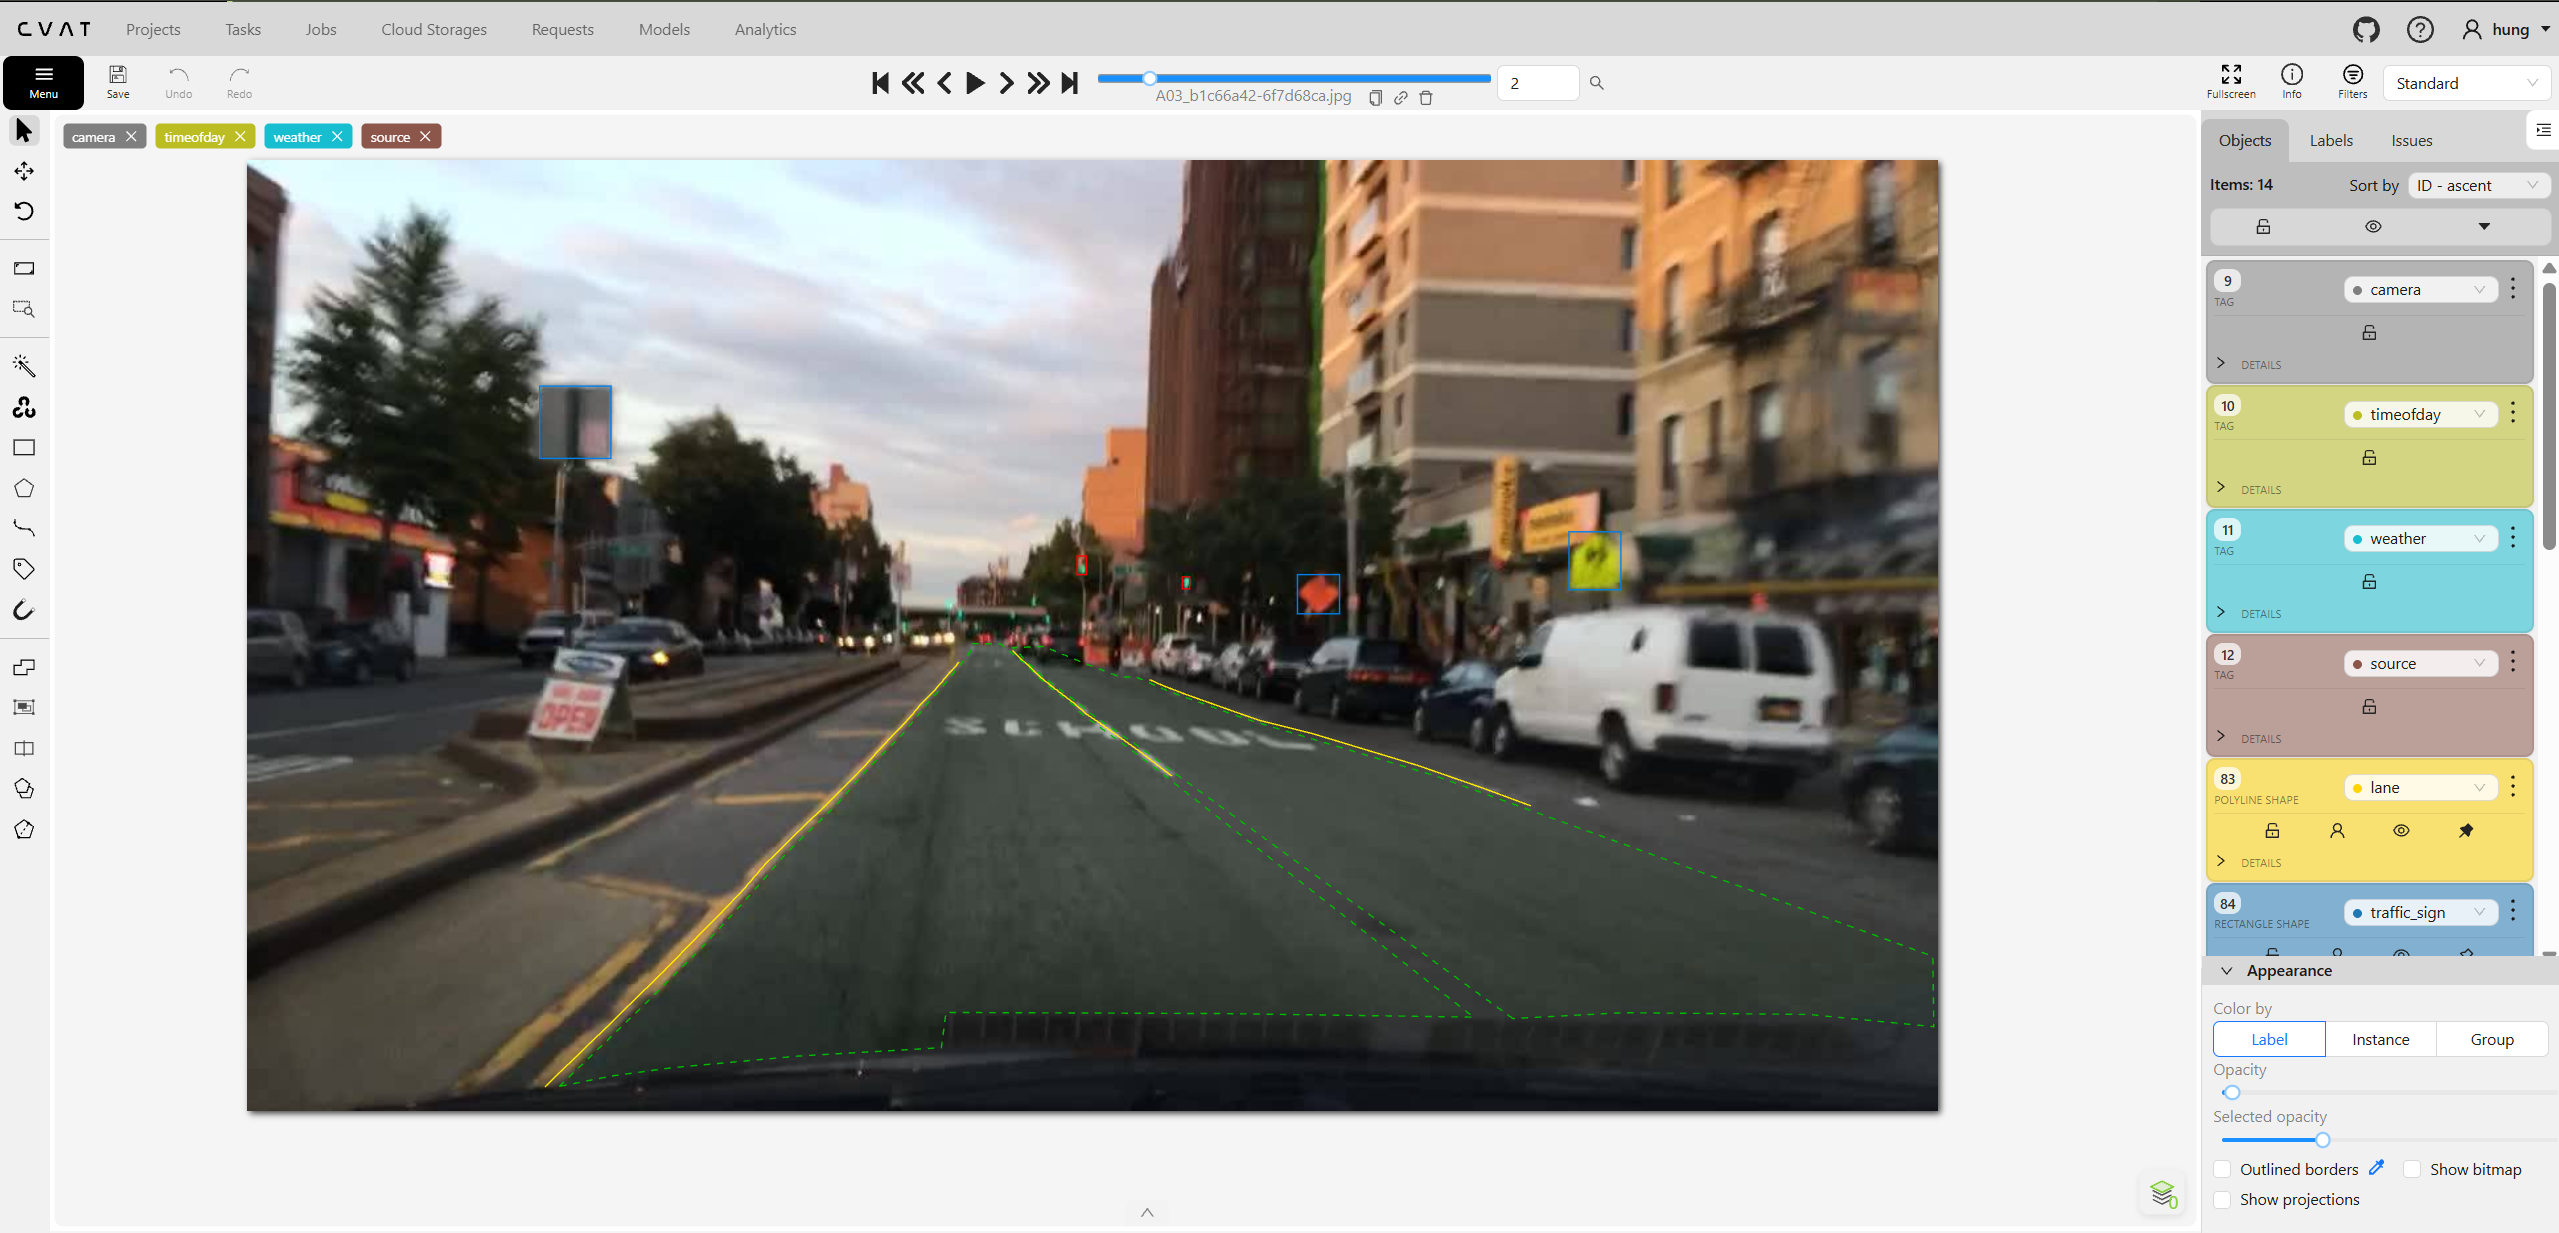 CVAT Projects Tasks Jobs Cloud Storages Requests Models Analytics hung
Menu Save Undo Redo A03_b1c66a42-6f7d68ca.jpg 2 Fullscreen Info Filters Standard
camera timeofday weather source
Objects Labels Issues
Items: 14 Sort by ID - ascent
9 TAG camera
DETAILS
10 TAG timeofday
DETAILS
11 TAG weather
DETAILS
12 TAG source
DETAILS
83 POLYLINE SHAPE lane
DETAILS
84 RECTANGLE SHAPE traffic_sign
OPEN
SCHOOL
Appearance
Color by
Label Instance Group
Opacity
Selected opacity
Outlined borders Show bitmap
Show projections
0